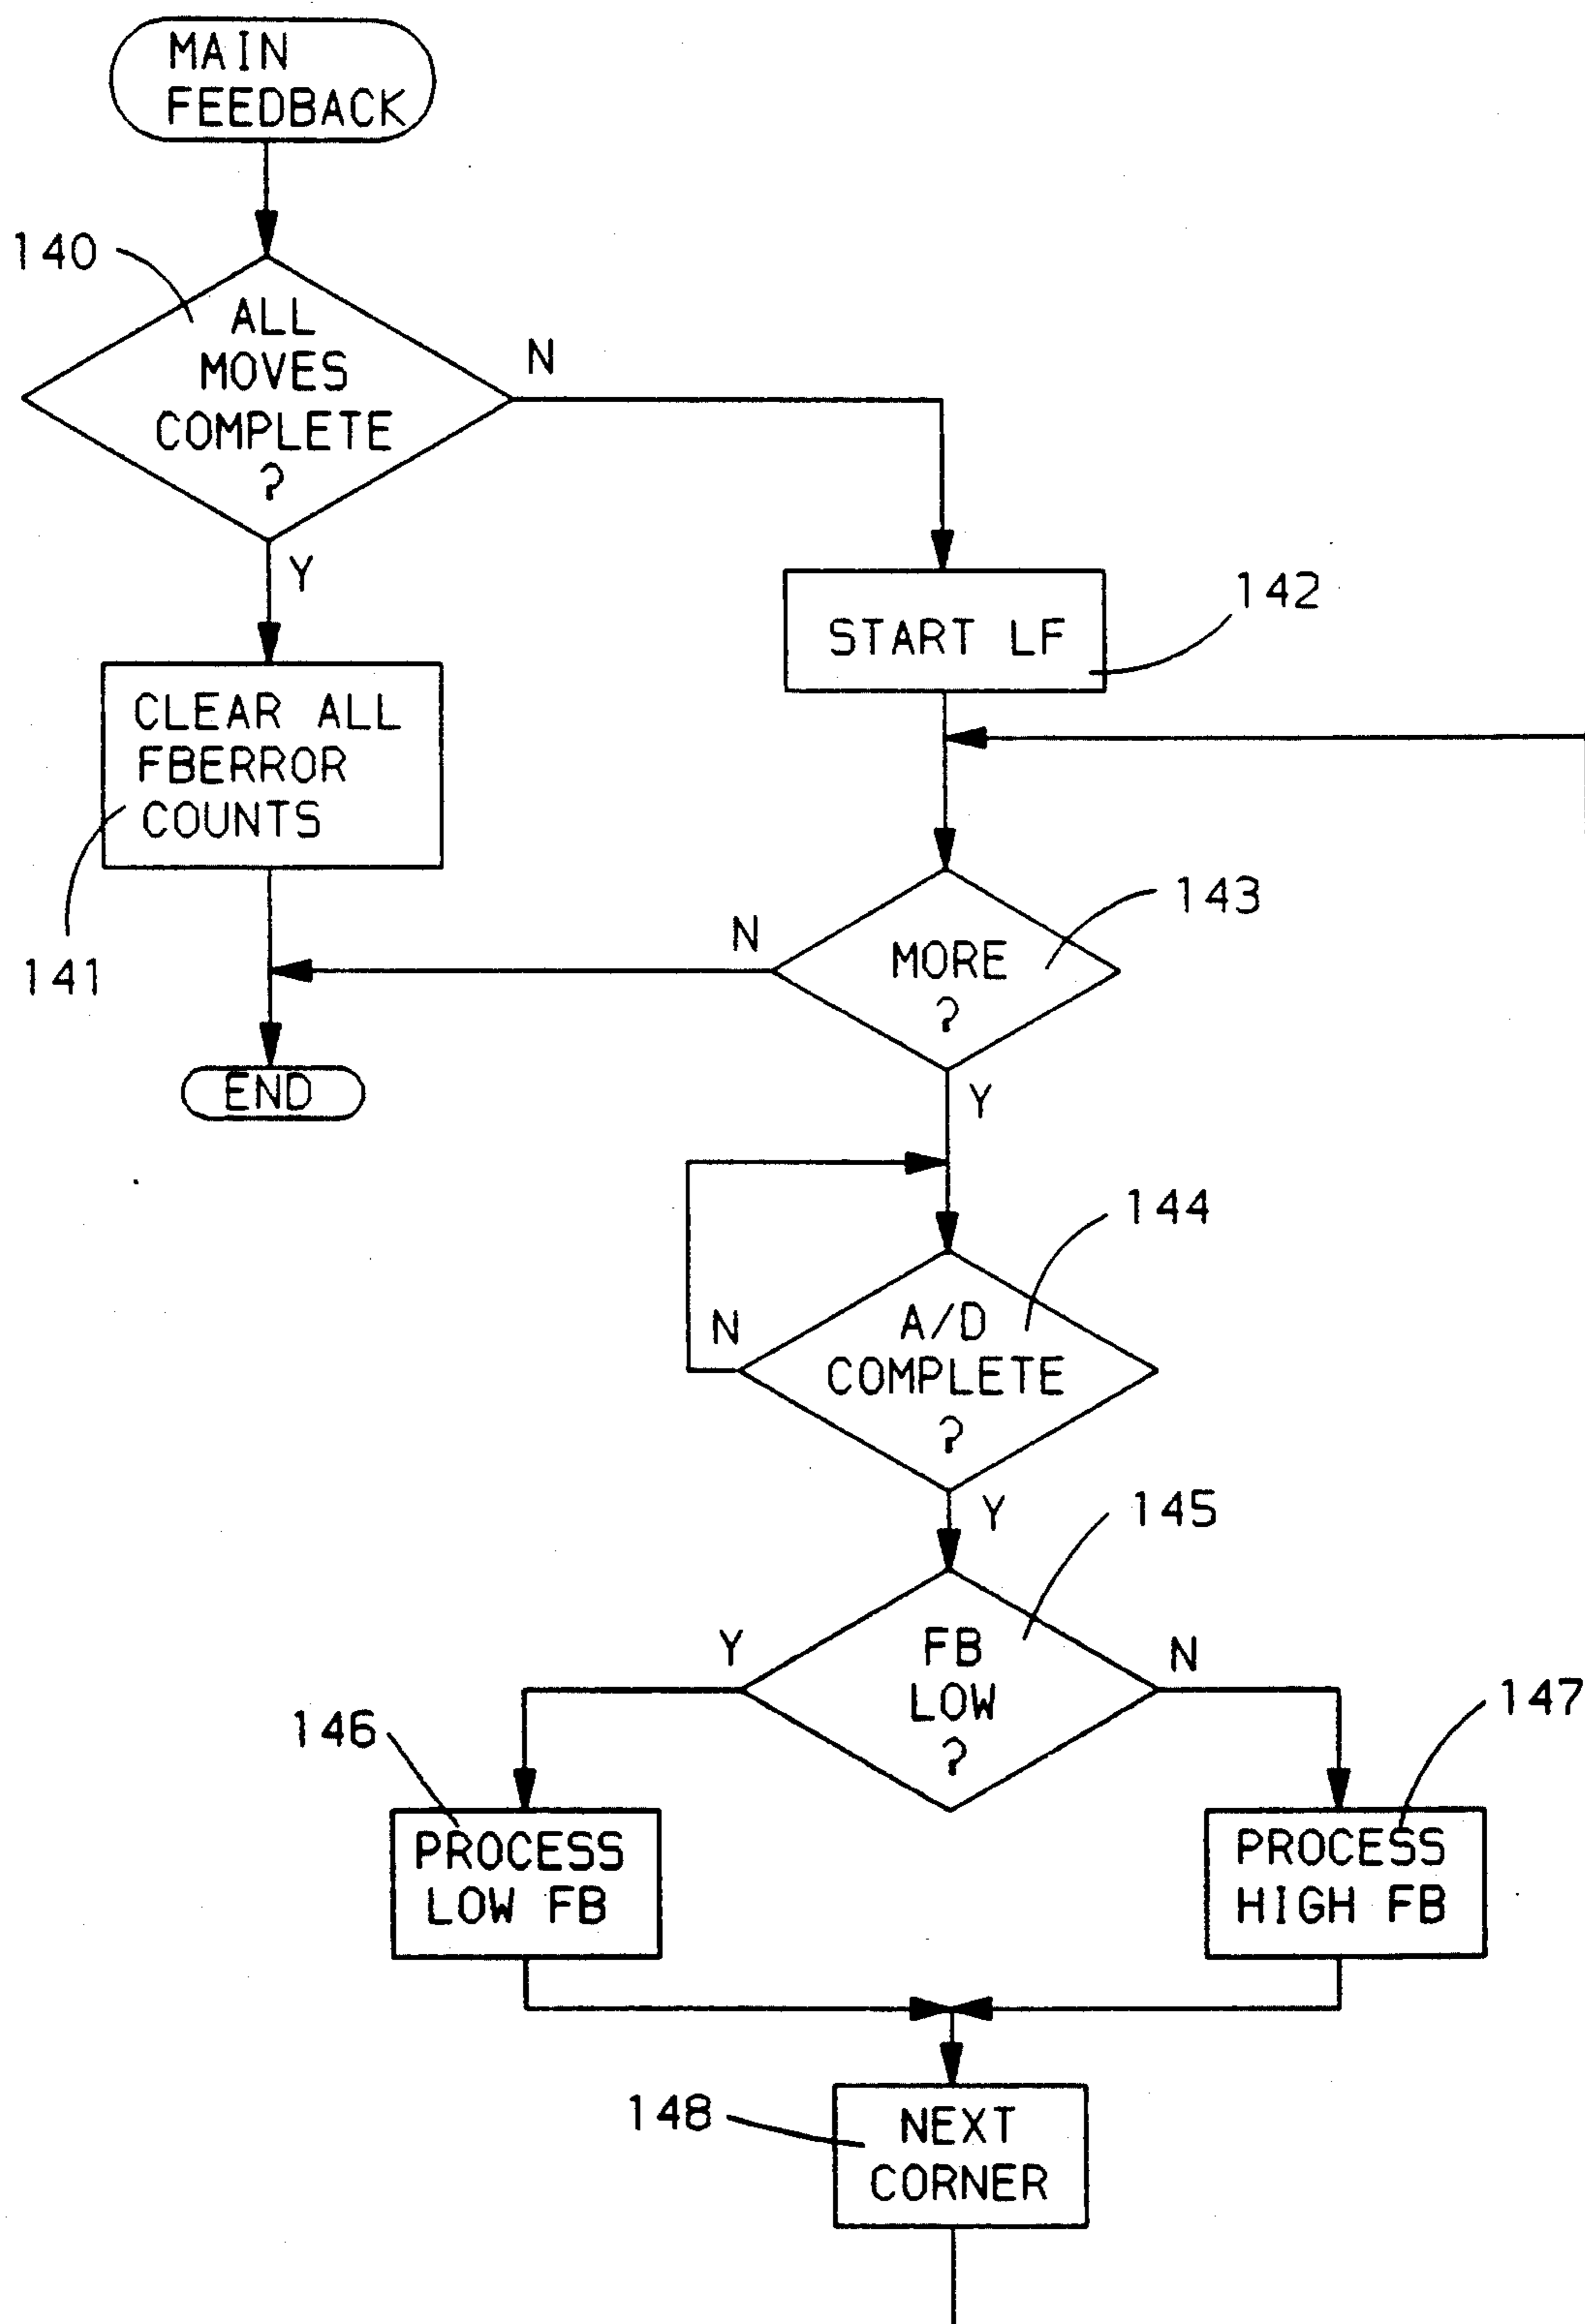 MAIN
FEEDBACK
140
ALL
MOVES
COMPLETE
?
N
Y
142
START LF
CLEAR ALL
FBERROR
COUNTS
141
143
N
MORE
?
Y
END
144
N
A/D
COMPLETE
?
Y
145
Y
FB
LOW
?
N
146
147
PROCESS
LOW FB
PROCESS
HIGH FB
148
NEXT
CORNER